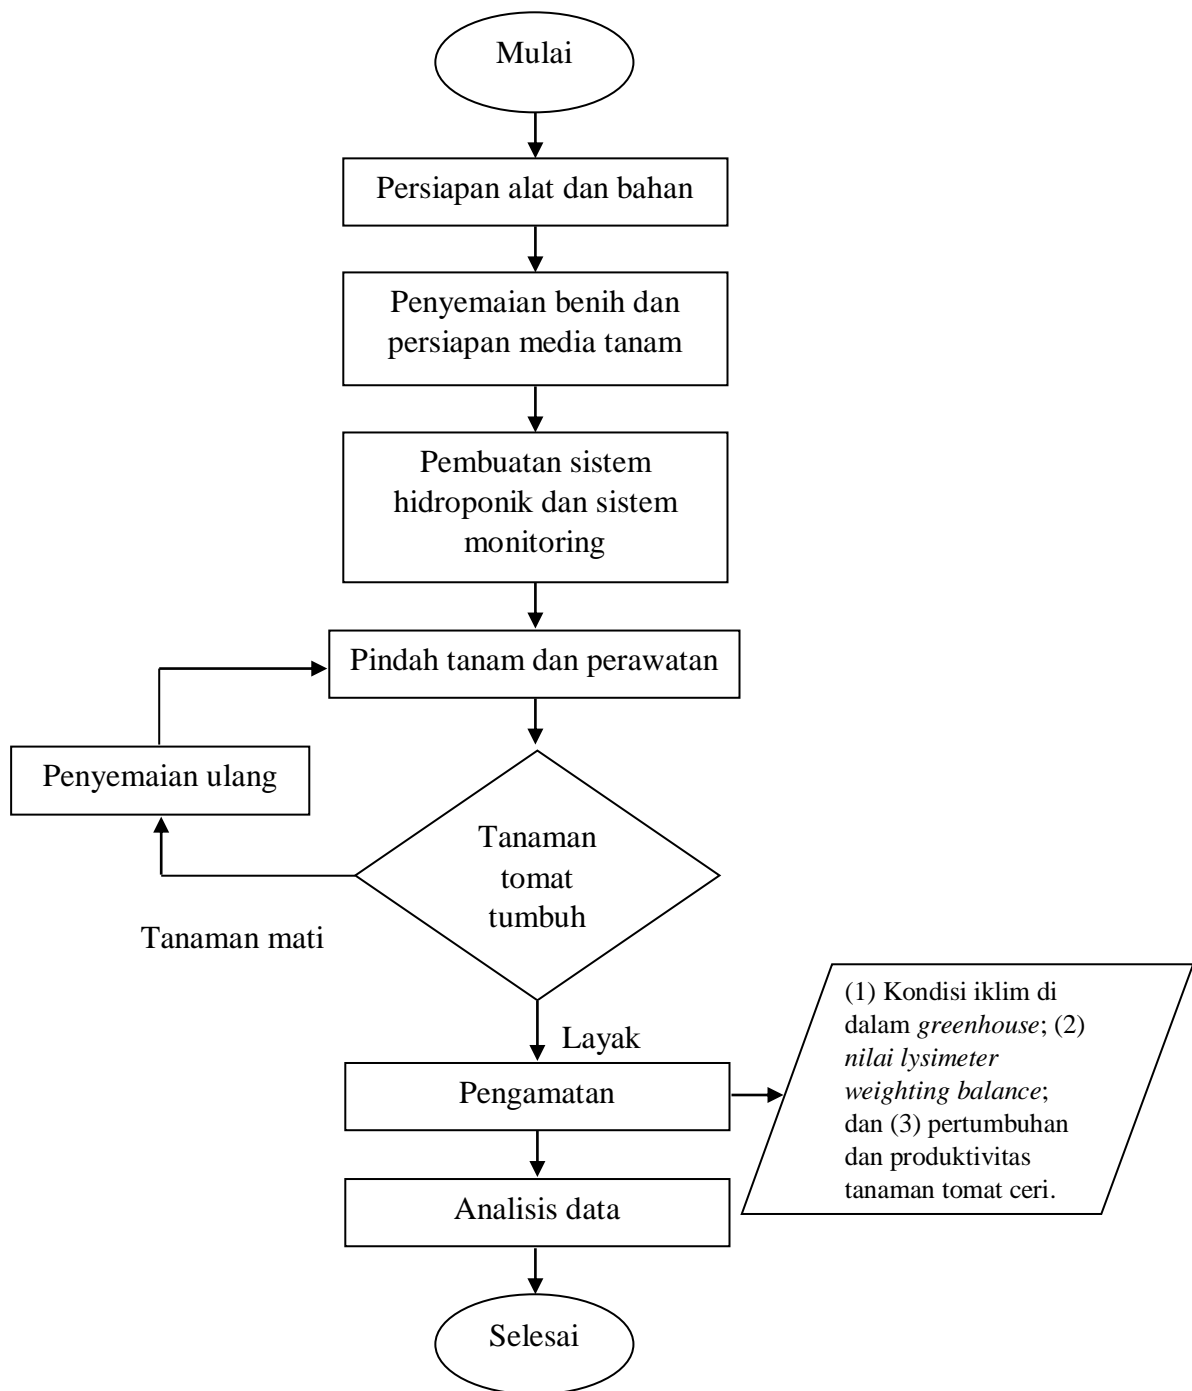 Mulai
Persiapan alat dan bahan
Penyemaian benih dan
persiapan media tanam
Pembuatan sistem
hidroponik dan sistem
monitoring
Pindah tanam dan perawatan
Penyemaian ulang
Tanaman
tomat
tumbuh
Tanaman mati
Layak
Pengamatan
(1) Kondisi iklim di
dalam greenhouse; (2)
nilai lysimeter
weighting balance;
dan (3) pertumbuhan
dan produktivitas
tanaman tomat ceri.
Analisis data
Selesai